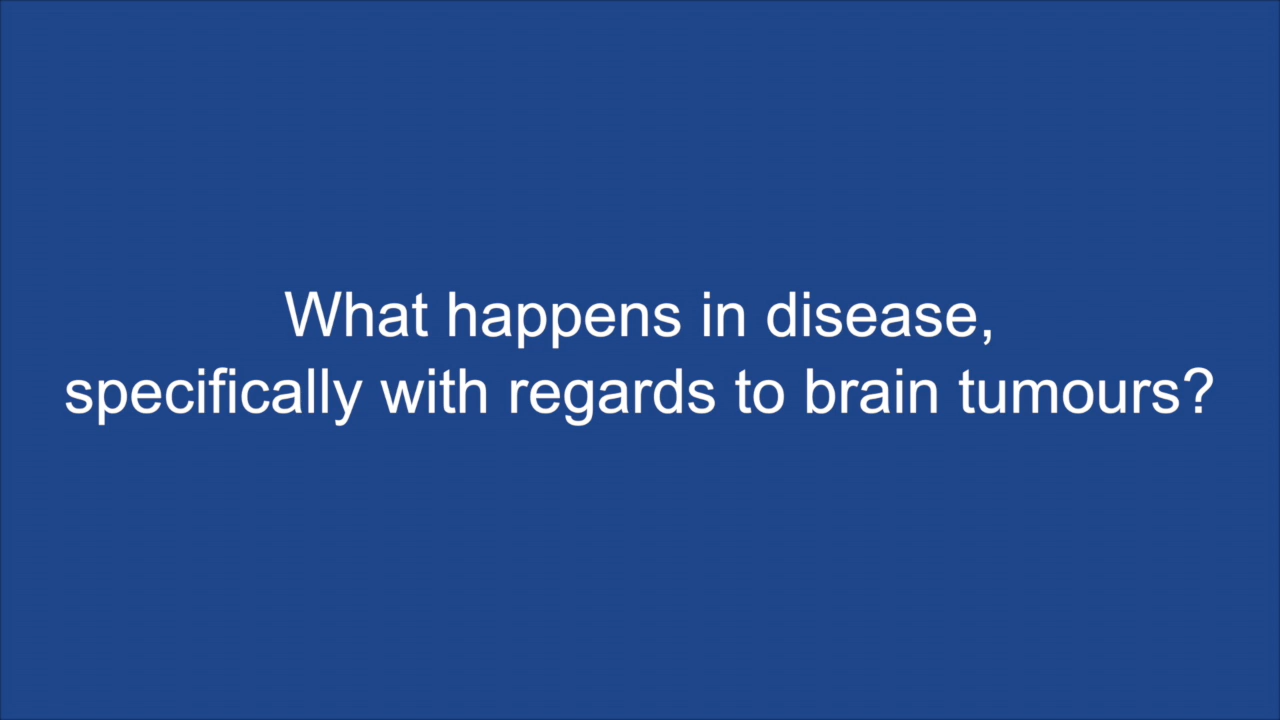 What happens in disease,
specifically with regards to brain tumours?